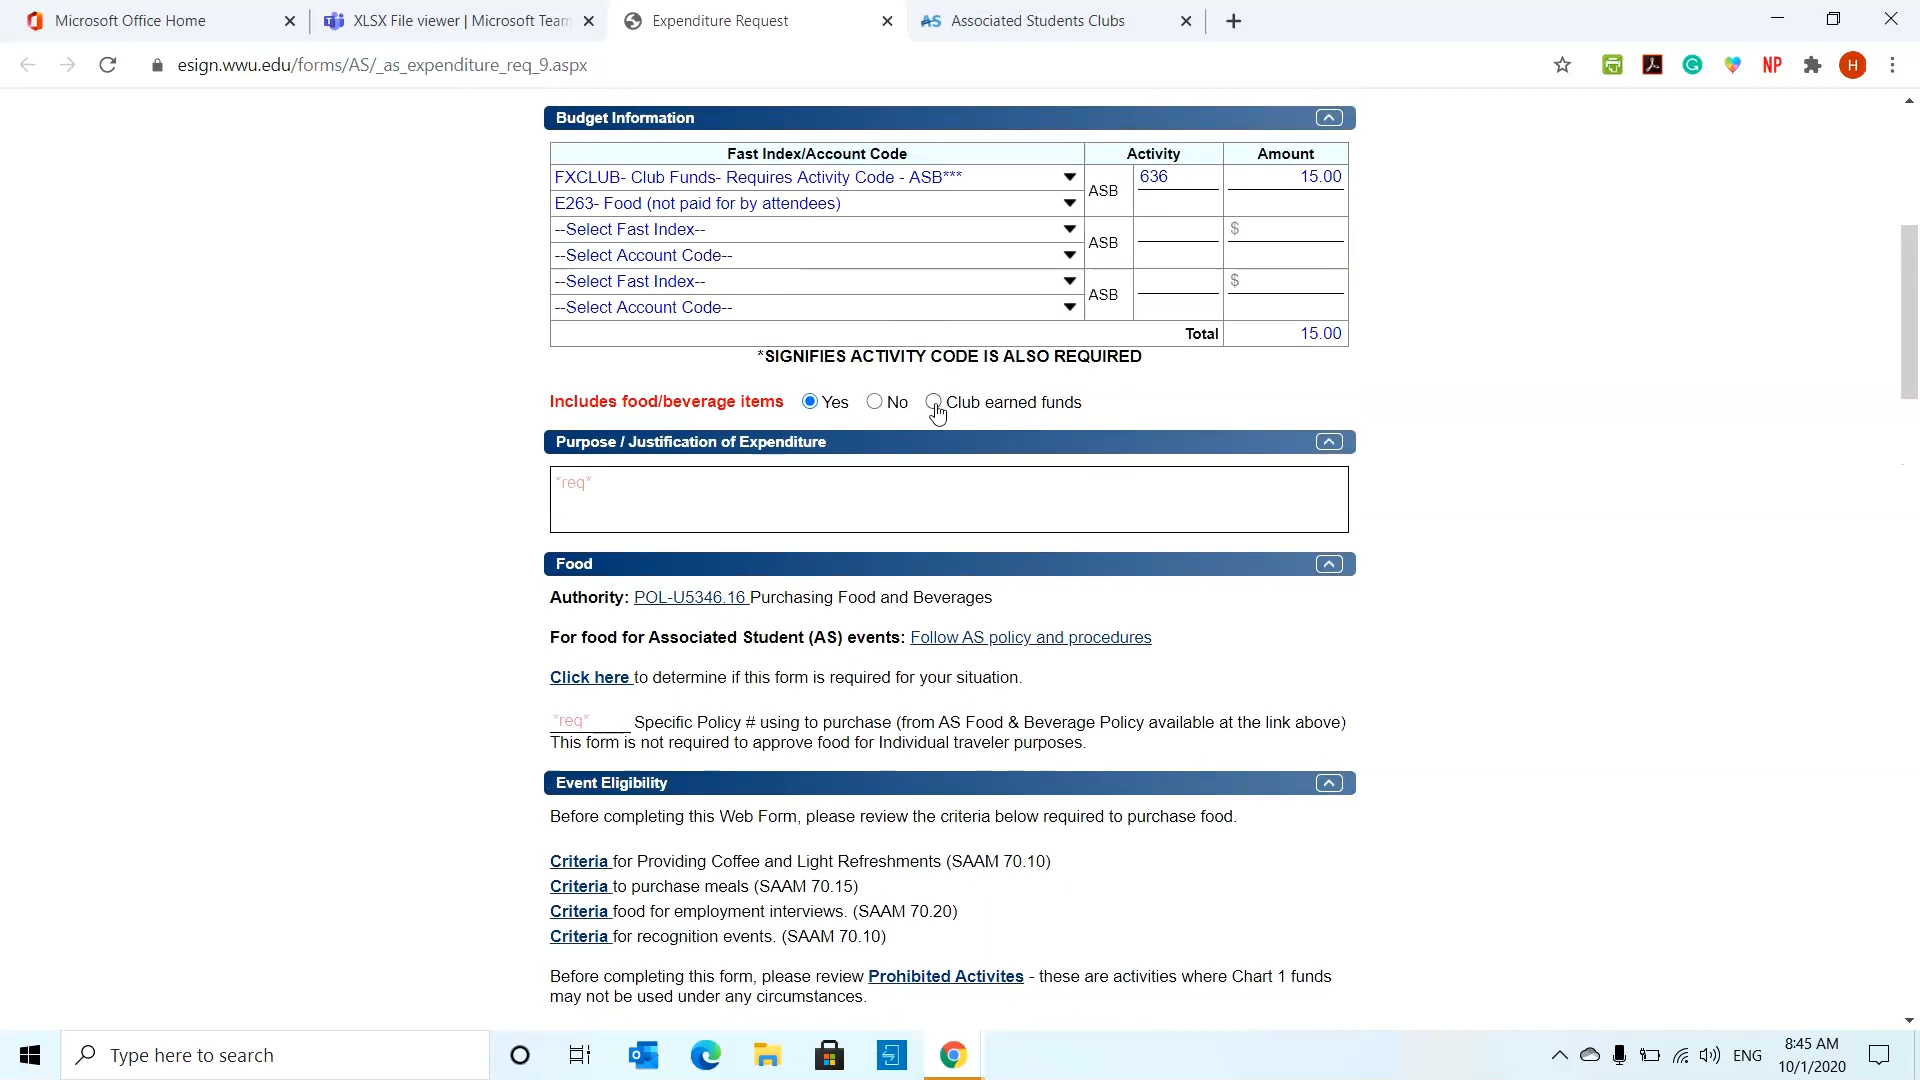 Microsoft Office Home
XLSX File viewer | Microsoft Team
Expenditure Request
AS Associated Students Clubs
esign.wwu.edu/forms/AS/_as_expenditure_req_9.aspx
NP
H
Budget Information
Fast Index/Account Code Activity Amount
FXCLUB- Club Funds- Requires Activity Code - ASB*** ASB 636 15.00
E263- Food (not paid for by attendees)
--Select Fast Index-- ASB $
--Select Account Code--
--Select Fast Index-- ASB $
--Select Account Code--
Total 15.00
*SIGNIFIES ACTIVITY CODE IS ALSO REQUIRED
Includes food/beverage items Yes No Club earned funds
Purpose / Justification of Expenditure
*req*
Food
Authority: POL-U5346.16 Purchasing Food and Beverages
For food for Associated Student (AS) events: Follow AS policy and procedures
Click here to determine if this form is required for your situation.
*req* Specific Policy # using to purchase (from AS Food & Beverage Policy available at the link above)
This form is not required to approve food for Individual traveler purposes.
Event Eligibility
Before completing this Web Form, please review the criteria below required to purchase food.
Criteria for Providing Coffee and Light Refreshments (SAAM 70.10)
Criteria to purchase meals (SAAM 70.15)
Criteria food for employment interviews. (SAAM 70.20)
Criteria for recognition events. (SAAM 70.10)
Before completing this form, please review Prohibited Activites - these are activities where Chart 1 funds
may not be used under any circumstances.
Type here to search
ENG
8:45 AM
10/1/2020